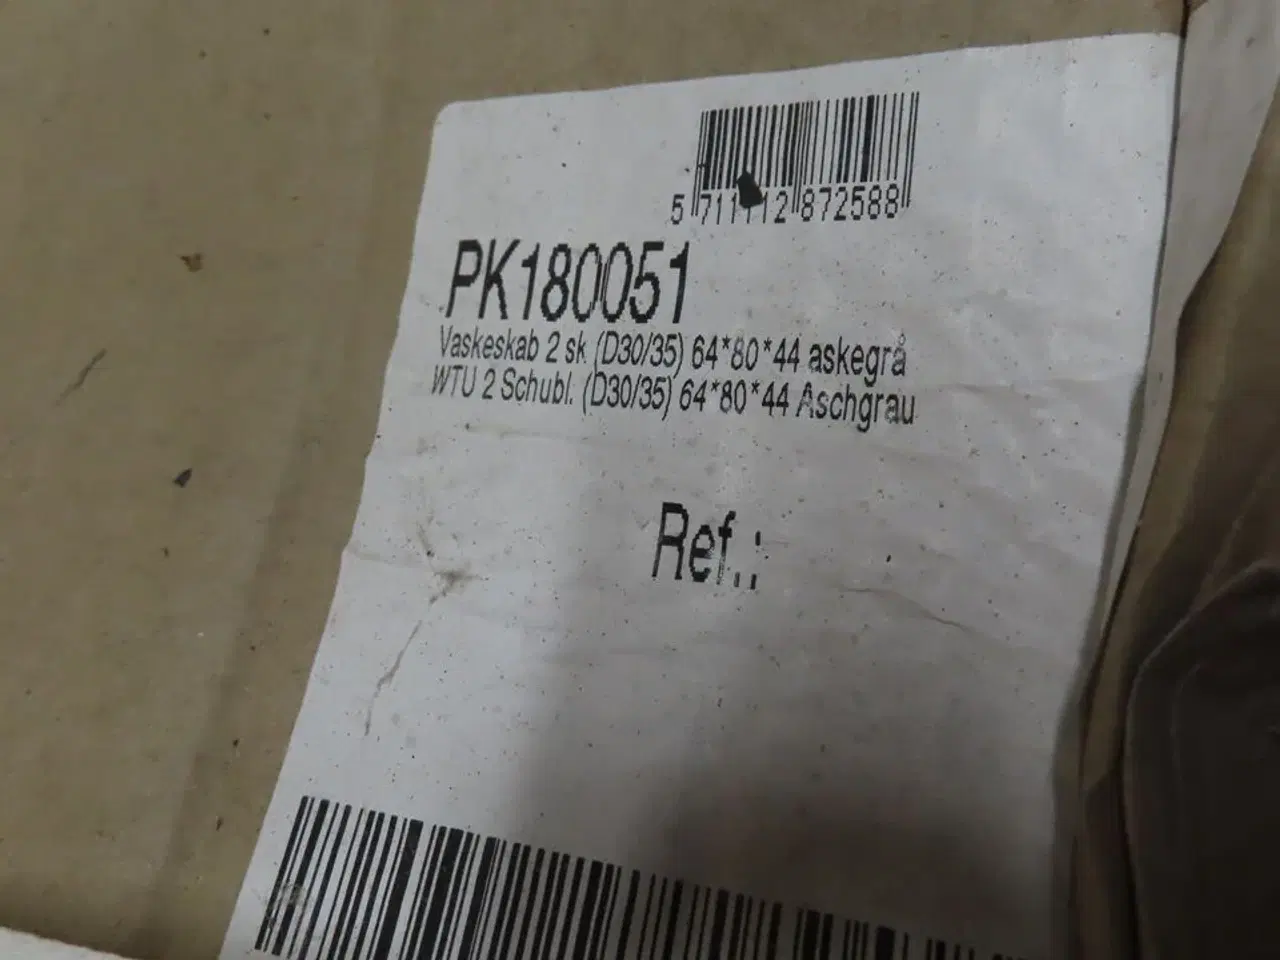 5 711112 872588
PK180051
Vaskeskab 2 sk (D30/35) 64*80*44 askegrå
WTU 2 Schubl. (D30/35) 64*80*44 Aschgrau
Ref.: